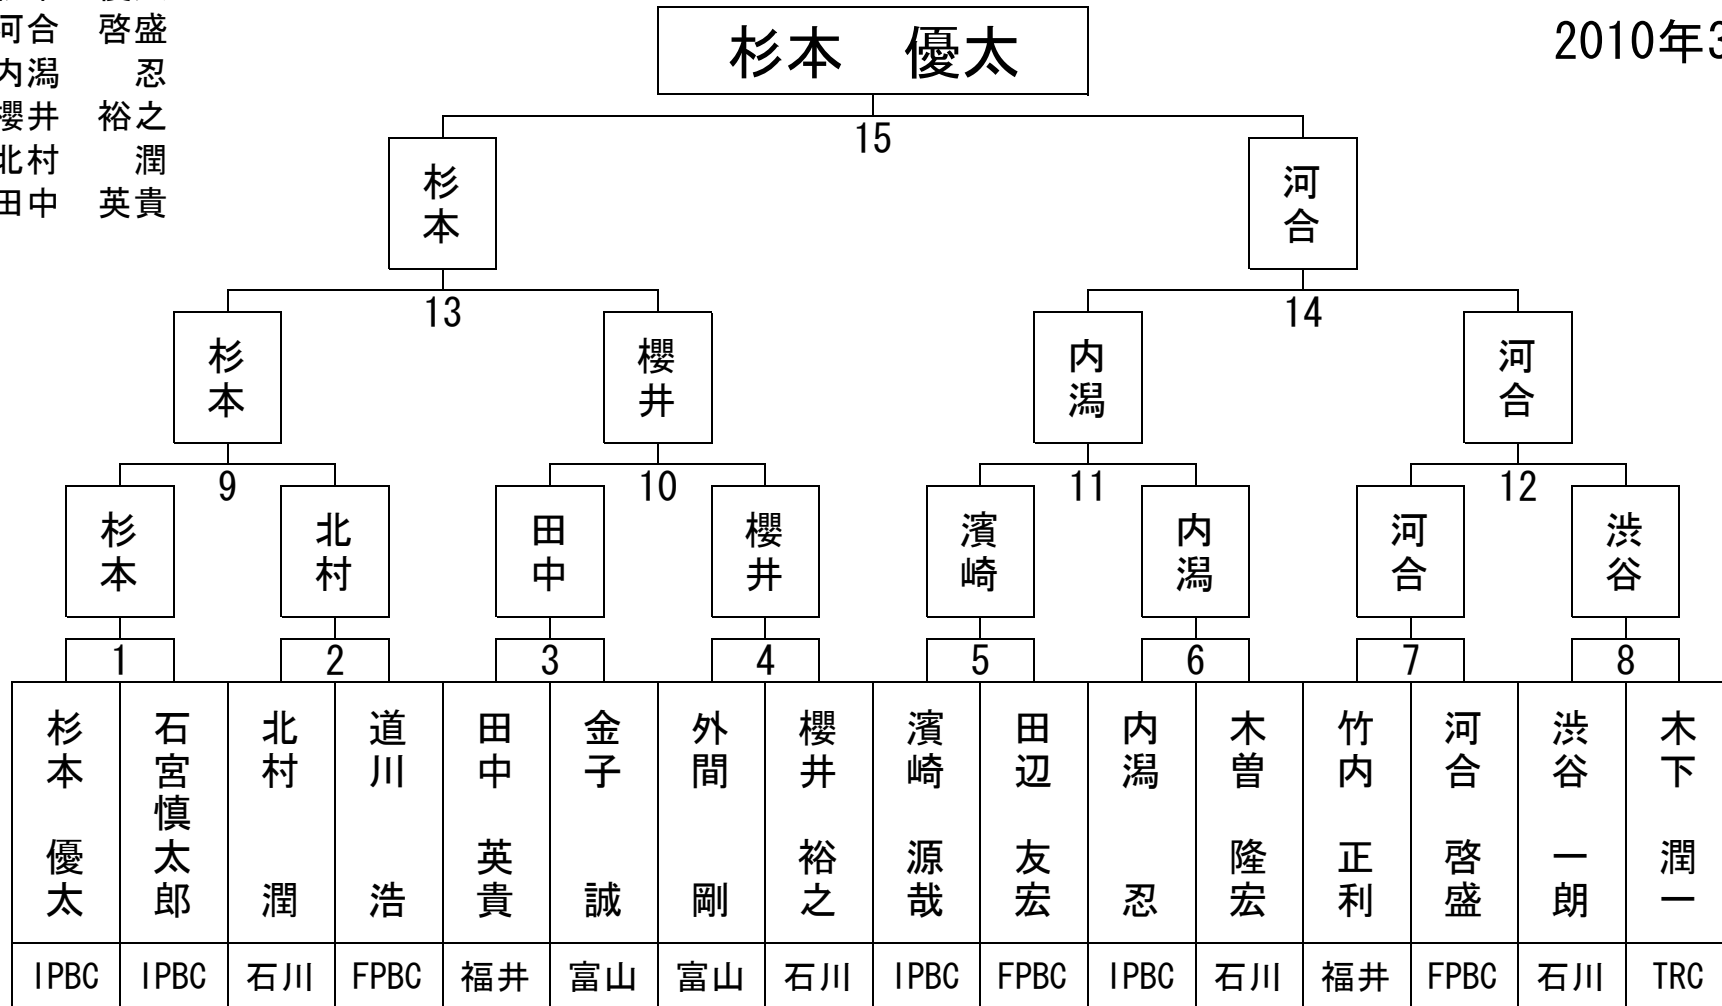 河合　啓盛
内潟　　忍
櫻井　裕之
北村　　潤
田中　英貴
杉本　優太
2010年3
15
杉本
河合
13
14
杉本
櫻井
内潟
河合
9
10
11
12
杉本
北村
田中
櫻井
濱崎
内潟
河合
渋谷
1
2
3
4
5
6
7
8
杉本　優太
石宮慎太郎
北村　　潤
道川　　浩
田中　英貴
金子　　誠
外間　　剛
櫻井　裕之
濱崎　源哉
田辺　友宏
内潟　　忍
木曽　隆宏
竹内　正利
河合　啓盛
渋谷　一朗
木下　潤一
IPBC
IPBC
石川
FPBC
福井
富山
富山
石川
IPBC
FPBC
IPBC
石川
福井
FPBC
石川
TRC